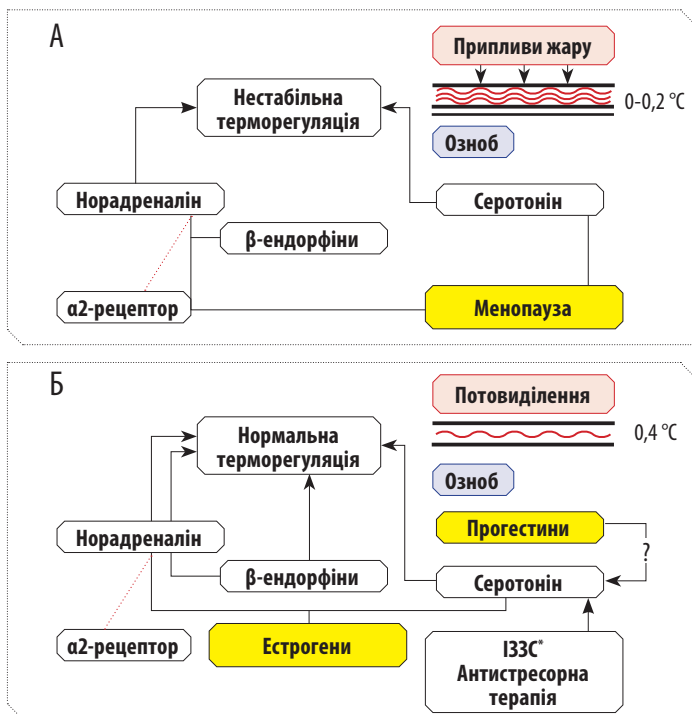 А
Припливи жару
0-0,2 °C
Нестабільна
терморегуляція
Озноб
Норадреналін
Серотонін
β-ендорфіни
α2-рецептор
Менопауза
Б
Потовиділення
0,4 °C
Нормальна
терморегуляція
Озноб
Прогестини
Норадреналін
?
β-ендорфіни
Серотонін
α2-рецептор
Естрогени
ІЗЗС*
Антистресорна
терапія